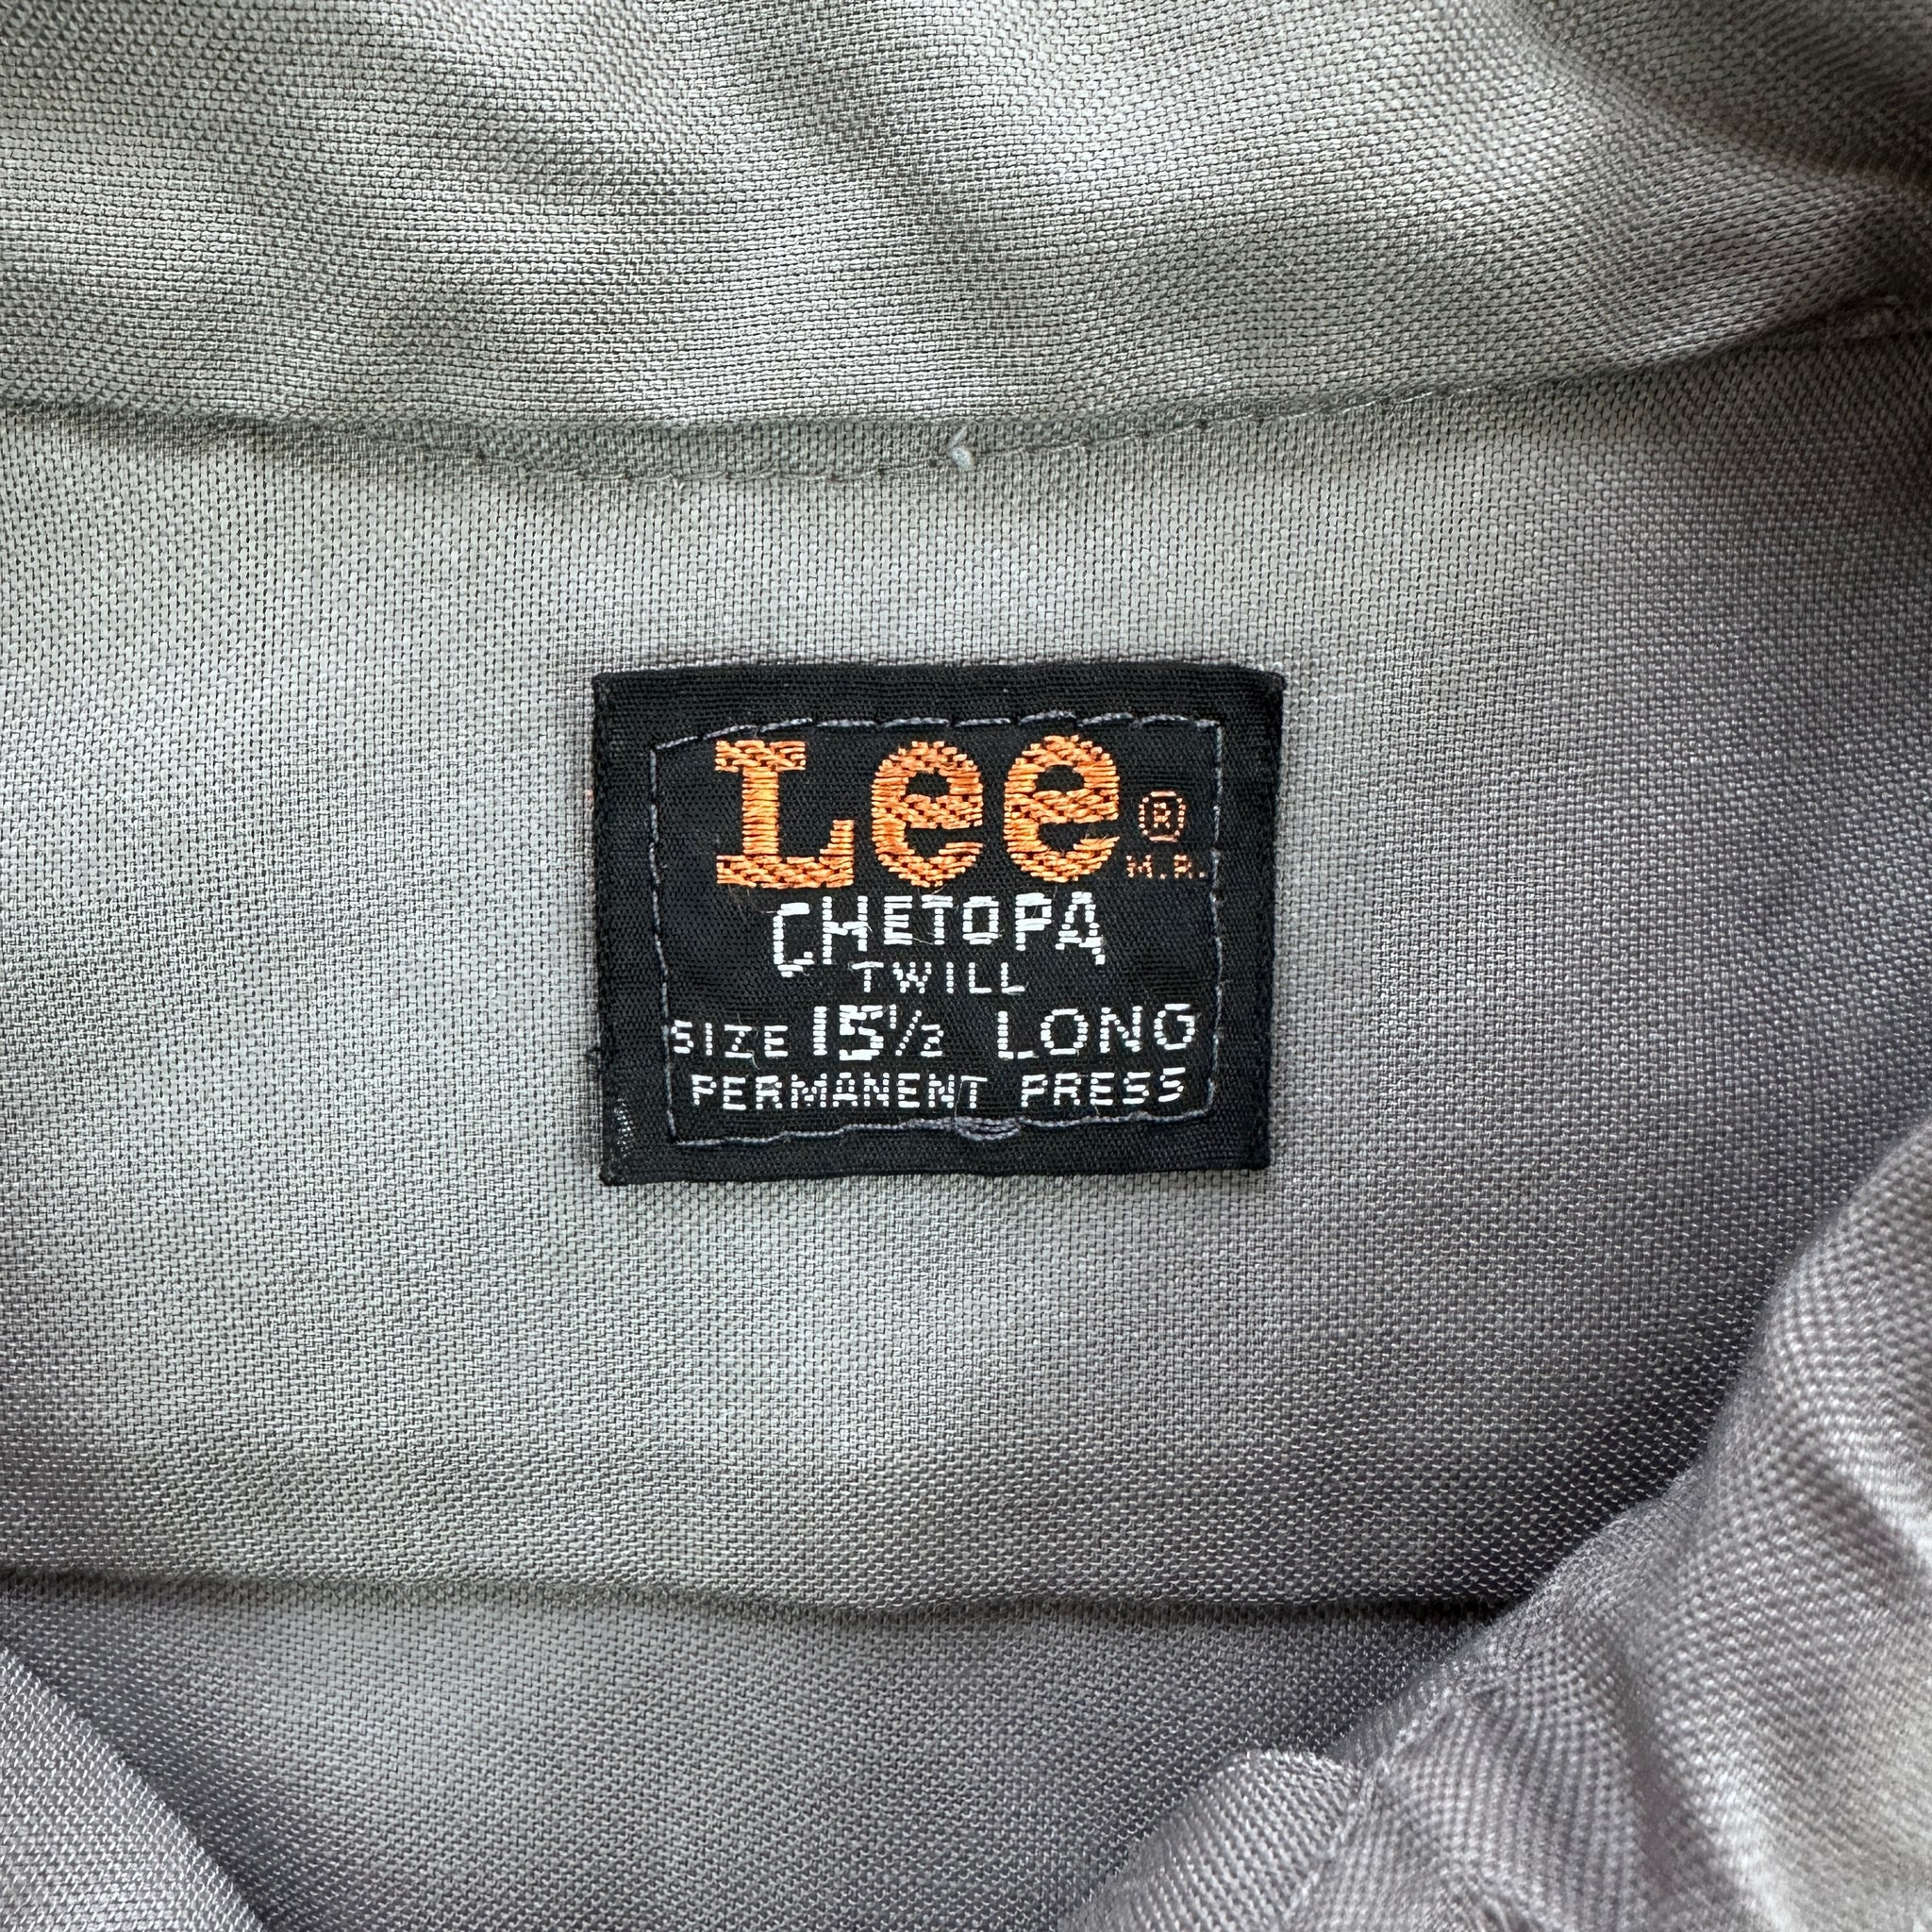 Lee ®
M.R.
CHETOPA
TWILL
SIZE 15½ LONG
PERMANENT PRESS